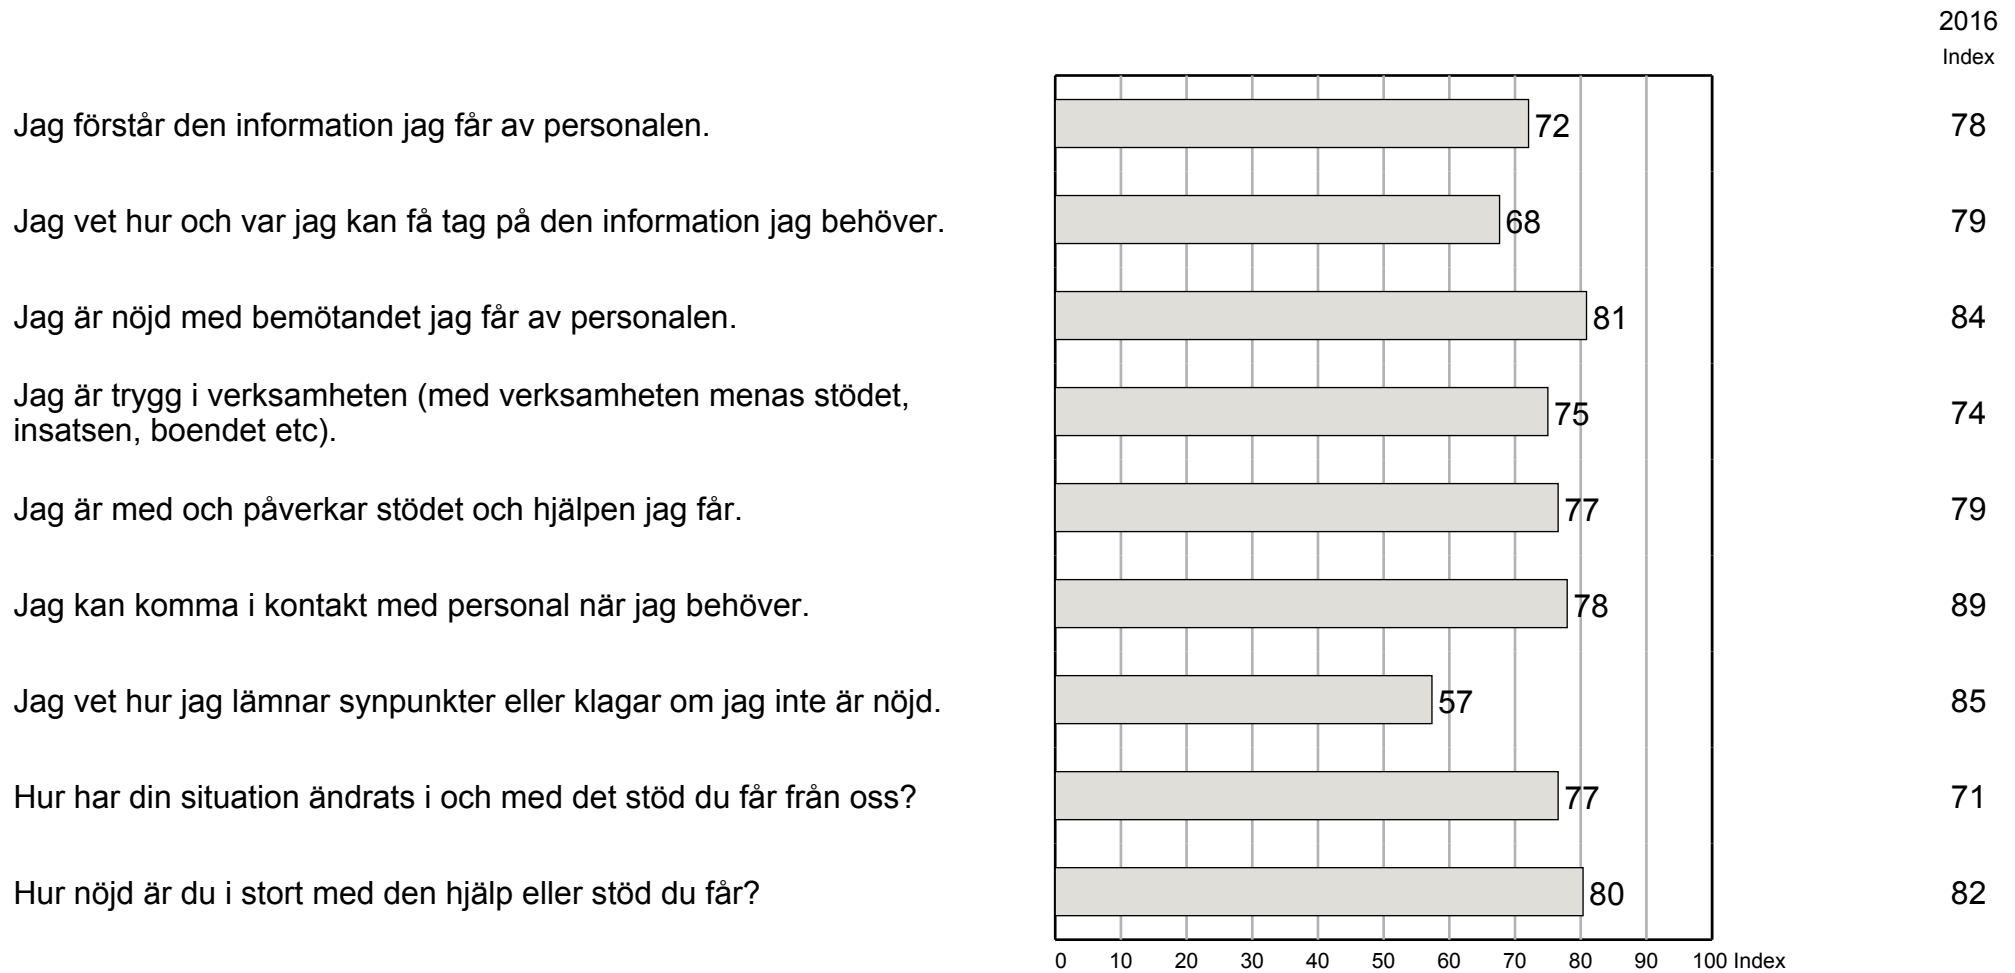 2016
Index
Jag förstår den information jag får av personalen. 72 78
Jag vet hur och var jag kan få tag på den information jag behöver. 68 79
Jag är nöjd med bemötandet jag får av personalen. 81 84
Jag är trygg i verksamheten (med verksamheten menas stödet,
insatsen, boendet etc). 75 74
Jag är med och påverkar stödet och hjälpen jag får. 77 79
Jag kan komma i kontakt med personal när jag behöver. 78 89
Jag vet hur jag lämnar synpunkter eller klagar om jag inte är nöjd. 57 85
Hur har din situation ändrats i och med det stöd du får från oss? 77 71
Hur nöjd är du i stort med den hjälp eller stöd du får? 80 82
0 10 20 30 40 50 60 70 80 90 100 Index